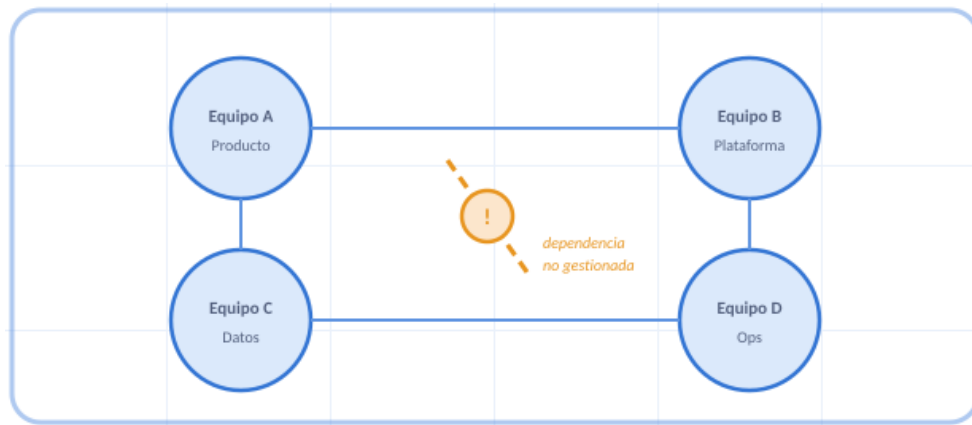 Equipo A
Producto
Equipo B
Plataforma
!
dependencia
no gestionada
Equipo C
Datos
Equipo D
Ops